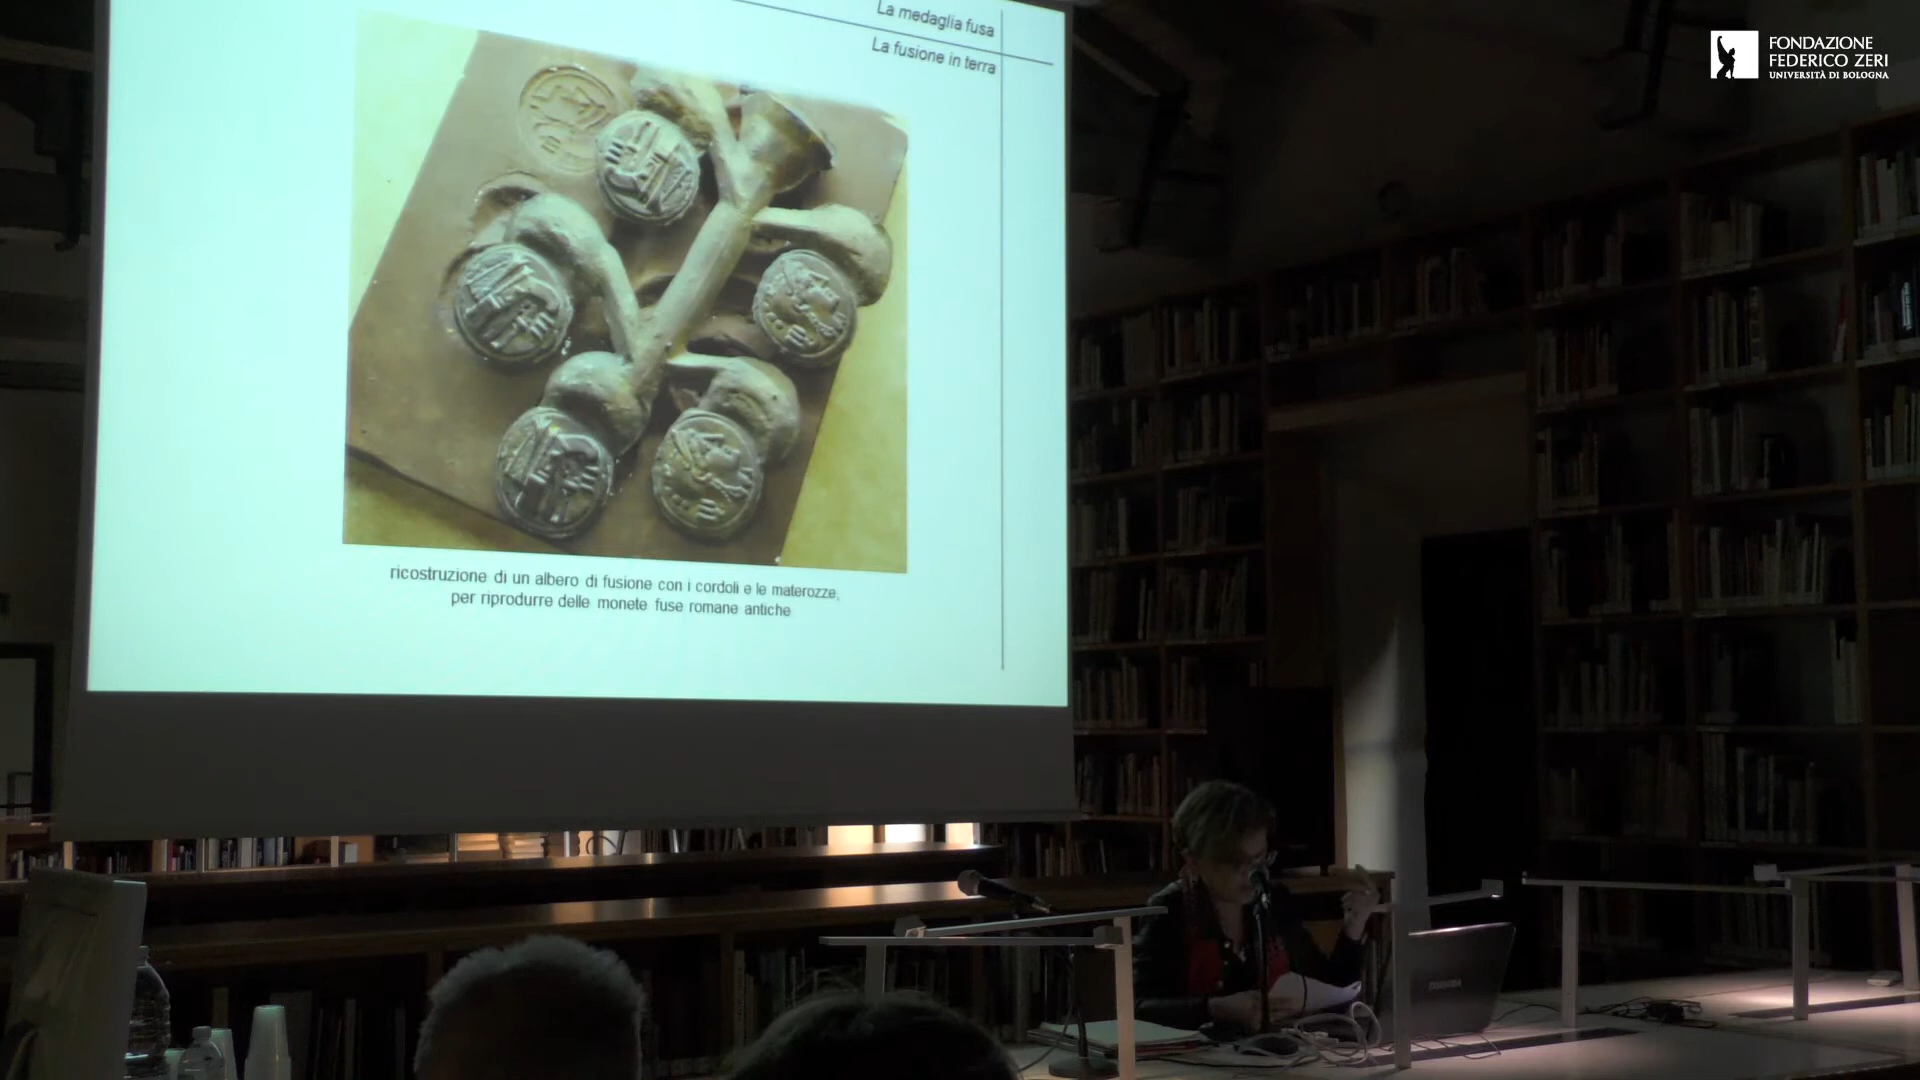 La medaglia fusa
La fusione in terra
FONDAZIONE
FEDERICO ZERI
UNIVERSITÀ DI BOLOGNA
ricostruzione di un albero di fusione con i cordoli e le materozze,
per riprodurre delle monete fuse romane antiche
TOSHIBA